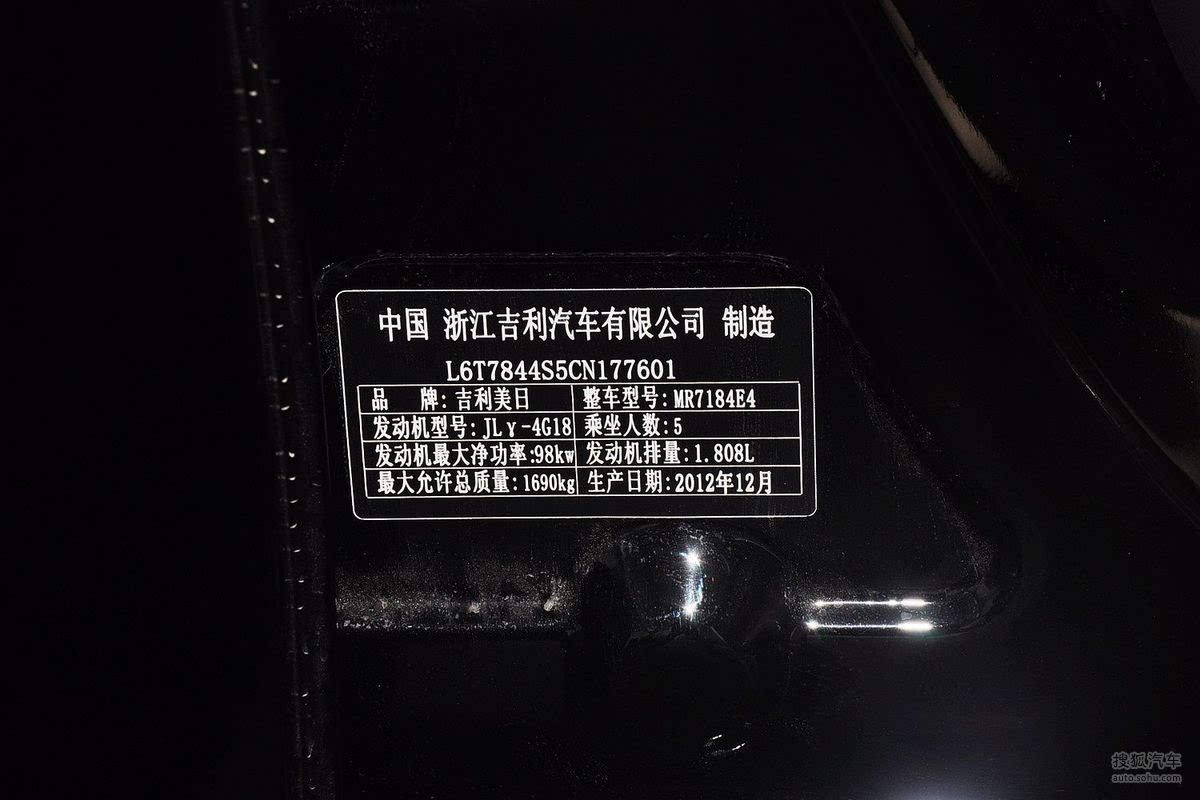 中国 浙江吉利汽车有限公司 制造
L6T7844S5CN177601
品 牌: 吉利美日 整车型号: MR7184E4
发动机型号: JLγ-4G18 乘坐人数: 5
发动机最大净功率:98kw 发动机排量: 1.808L
最大允许总质量: 1690kg 生产日期: 2012年12月
搜狐汽车
auto.sohu.com